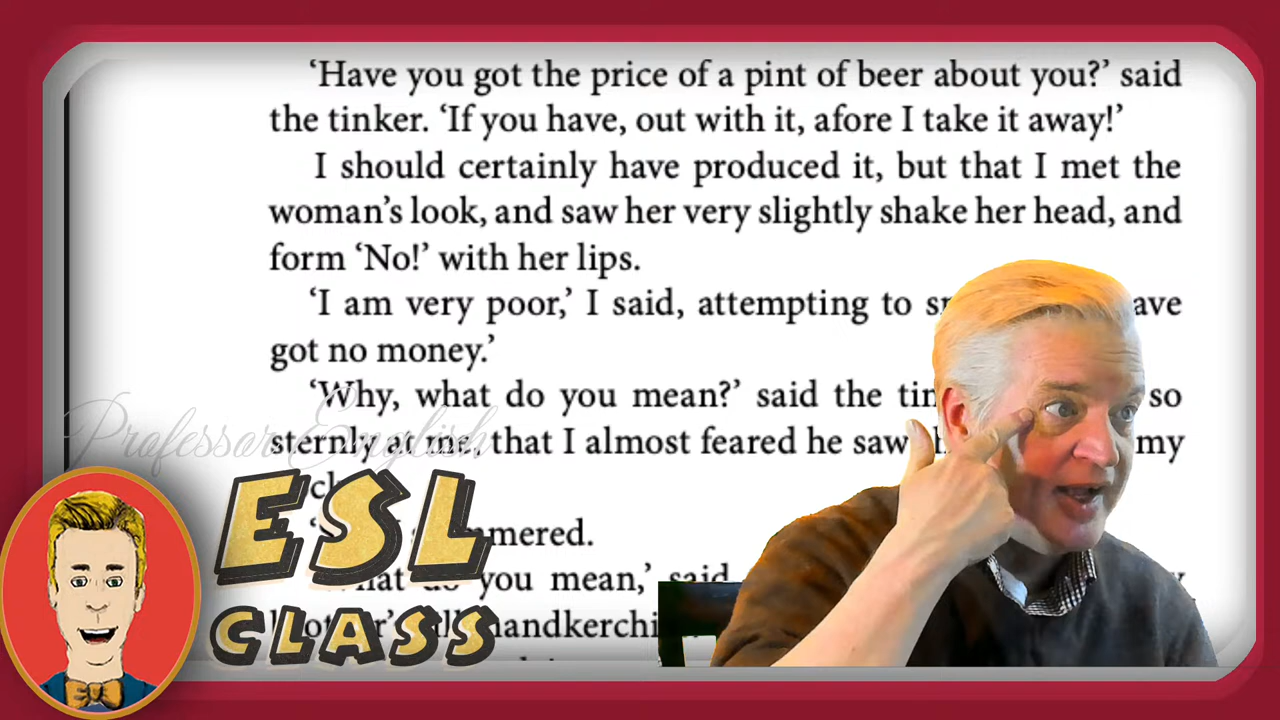 ‘Have you got the price of a pint of beer about you?’ said
the tinker. ‘If you have, out with it, afore I take it away!’
I should certainly have produced it, but that I met the
woman’s look, and saw her very slightly shake her head, and
form ‘No!’ with her lips.
‘I am very poor,’ I said, attempting to
got no money.’
‘Why, what do you mean?’ said the so
sternly at me, that I almost feared he saw my
you mean,’ said
Professor English
ESL
CLASS